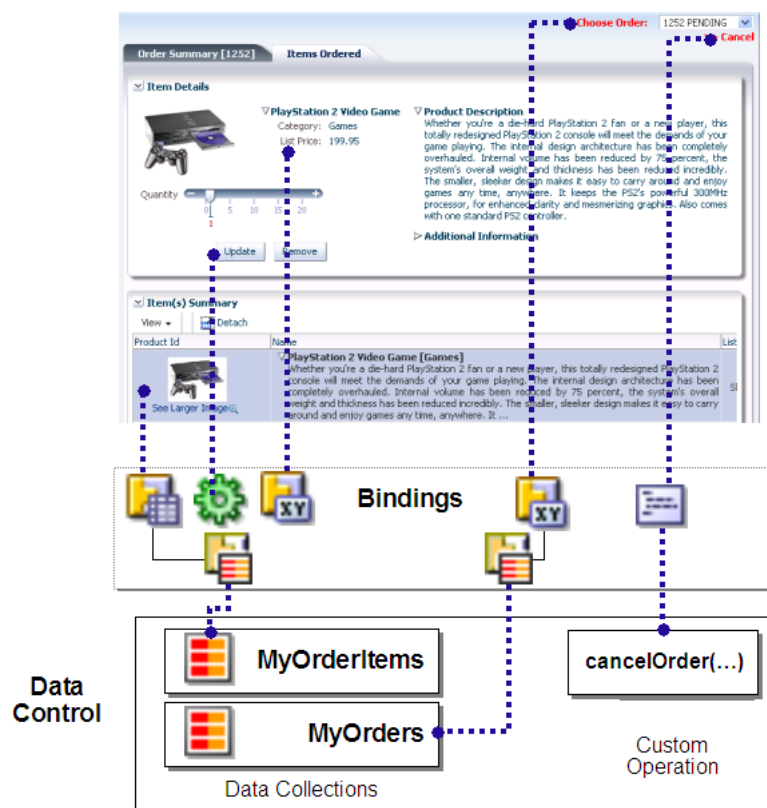 Choose Order: 1252 PENDING
Cancel
Order Summary [1252] Items Ordered
Item Details
PlayStation 2 Video Game
Category: Games
List Price: 199.95
Product Description
Whether you're a die-hard PlayStation 2 fan or a new player, this
totally redesigned PlayStation 2 console will meet the demands of your
game playing. The internal design architecture has been completely
overhauled. Internal volume has been reduced by 75 percent, the
system's overall weight and thickness has been reduced incredibly.
The smaller, sleeker design makes it easy to carry around and enjoy
games any time, anywhere. It keeps the PS2's powerful 300MHz
processor, for enhanced clarity and mesmerizing graphics. Also comes
with one standard PS2 controller.
Additional Information
Quantity
0 5 10 15 20
1
Update Remove
Item(s) Summary
View Detach
Product Id Name List
PlayStation 2 Video Game [Games]
Whether you're a die-hard PlayStation 2 fan or a new player, this totally redesigned PlayStation 2
console will meet the demands of your game playing. The internal design architecture has been
completely overhauled. Internal volume has been reduced by 75 percent, the system's overall
weight and thickness has been reduced incredibly. The smaller, sleeker design makes it easy to carry
around and enjoy games any time, anywhere. It ...
See Larger Image
XY
Bindings
XY
Data
Control
MyOrderItems
MyOrders
Data Collections
cancelOrder(...)
Custom
Operation